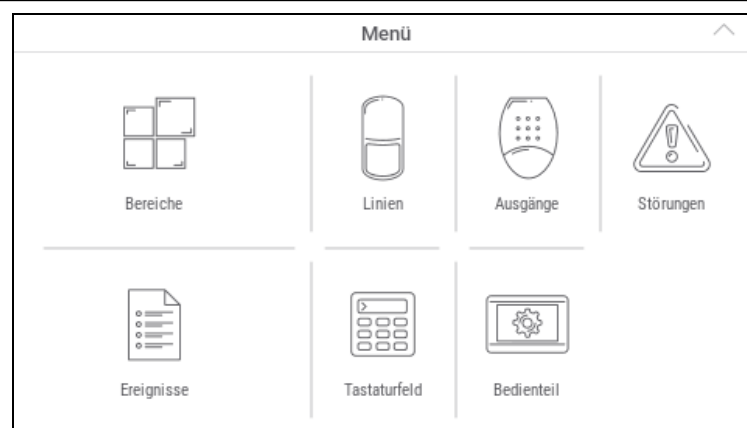 Menü
Bereiche
Linien
Ausgänge
Störungen
Ereignisse
Tastaturfeld
Bedienteil